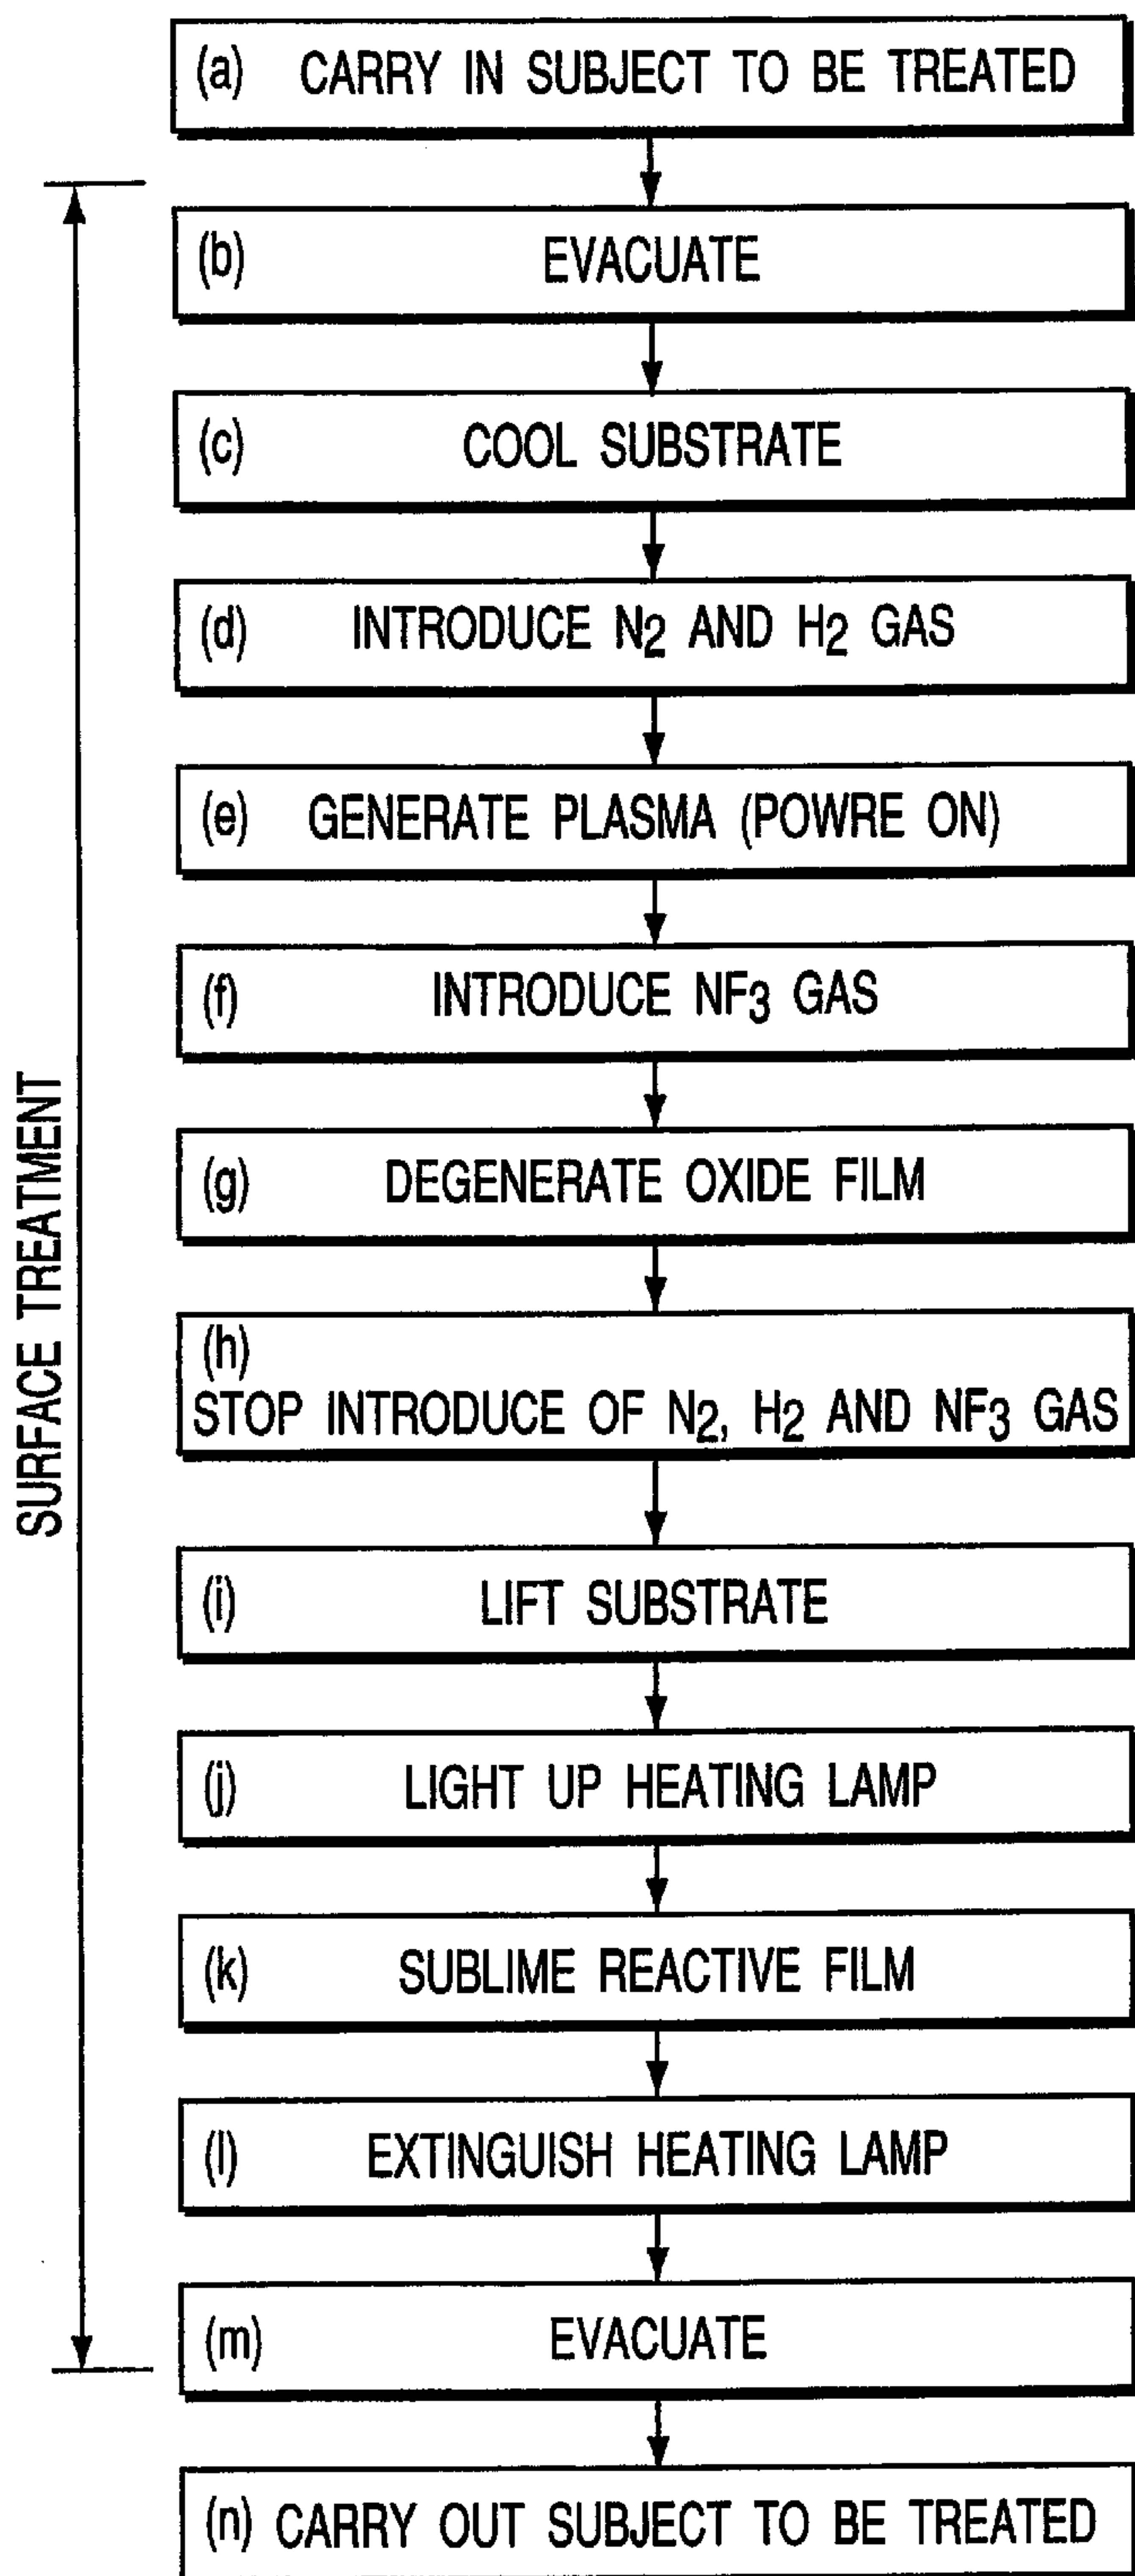 (a) CARRY IN SUBJECT TO BE TREATED
(b) EVACUATE
(c) COOL SUBSTRATE
(d) INTRODUCE N2 AND H2 GAS
(e) GENERATE PLASMA (POWRE ON)
(f) INTRODUCE NF3 GAS
(g) DEGENERATE OXIDE FILM
(h)
STOP INTRODUCE OF N2, H2 AND NF3 GAS
(i) LIFT SUBSTRATE
(j) LIGHT UP HEATING LAMP
(k) SUBLIME REACTIVE FILM
(l) EXTINGUISH HEATING LAMP
(m) EVACUATE
(n) CARRY OUT SUBJECT TO BE TREATED
SURFACE TREATMENT